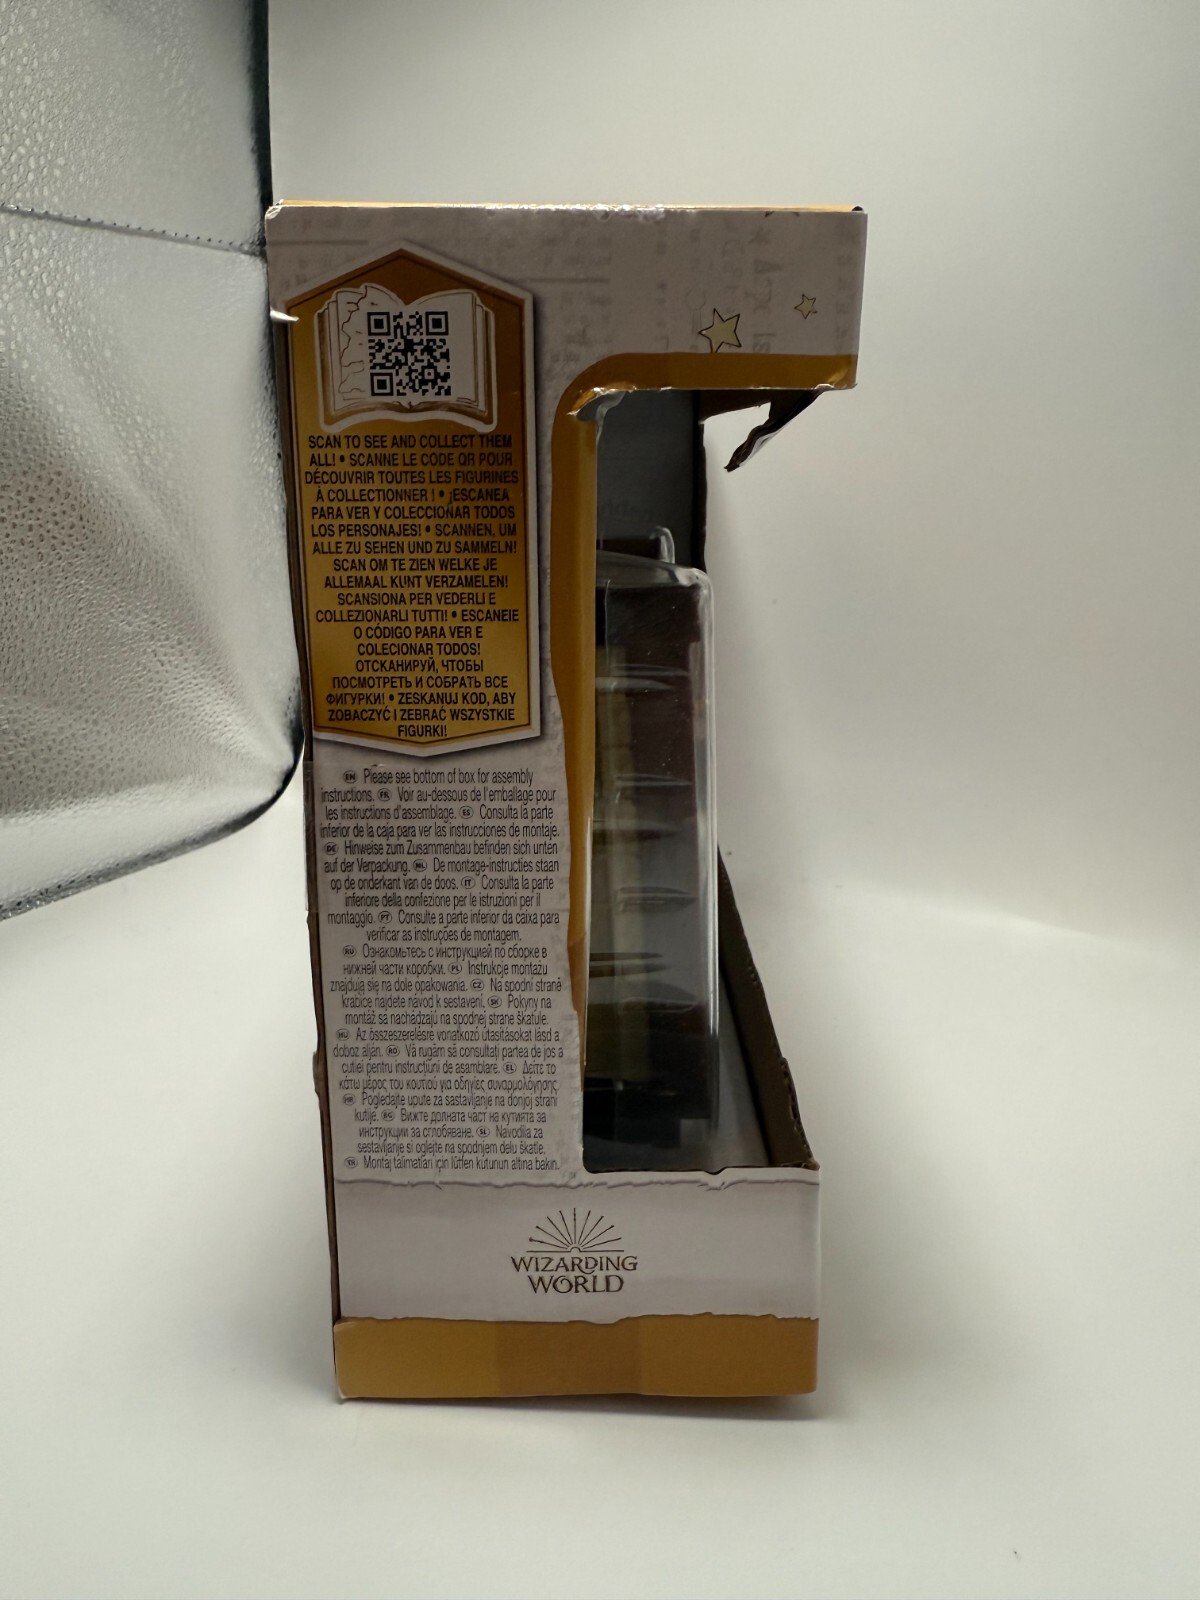 SCAN TO SEE AND COLLECT THEM
ALL! • SCANNE LE CODE QR POUR
DÉCOUVRIR TOUTES LES FIGURINES
À COLLECTIONNER ! • ¡ESCANEA
PARA VER Y COLECCIONAR TODOS
LOS PERSONAJES! • SCANNEN, UM
ALLE ZU SEHEN UND ZU SAMMELN!
SCAN OM TE ZIEN WELKE JE
ALLEMAAL KUNT VERZAMELEN!
SCANSIONA PER VEDERLI E
COLLEZIONARLI TUTTI! • ESCANEIE
O CÓDIGO PARA VER E
COLECIONAR TODOS!
ОТСКАНИРУЙ, ЧТОБЫ
ПОСМОТРЕТЬ И СОБРАТЬ ВСЕ
ФИГУРКИ! • ZESKANUJ KOD, ABY
ZOBACZYĆ I ZEBRAĆ WSZYSTKIE
FIGURKI!
EN Please see bottom of box for assembly
instructions. FR Voir au-dessous de l'emballage pour
les instructions d'assemblage. ES Consulta la parte
inferior de la caja para ver las instrucciones de montaje.
DE Hinweise zum Zusammenbau befinden sich unten
auf der Verpackung. NL De montage-instructies staan
op de onderkant van de doos. IT Consulta la parte
inferiore della confezione per le istruzioni per il
montaggio. PT Consulte a parte inferior da caixa para
verificar as instruções de montagem.
RU Ознакомьтесь с инструкцией по сборке в
нижней части коробки. PL Instrukcje montażu
znajdują się na dole opakowania. CZ Na spodní straně
krabice najdete návod k sestavení. SK Pokyny na
montáž sa nachádzajú na spodnej strane škatule.
HU Az összeszerelésre vonatkozó utasításokat lásd a
doboz alján. RO Vă rugăm să consultați partea de jos a
cutiei pentru instrucțiuni de asamblare. EL Δείτε το
κάτω μέρος του κουτιού για οδηγίες συναρμολόγησης.
HR Pogledajte upute za sastavljanje na donjoj strani
kutije. BG Вижте долната част на кутията за
инструкции за сглобяване. SL Navodila za
sestavljanje si oglejte na spodnjem delu škatle.
TR Montaj talimatları için lütfen kutunun altına bakın.
WIZARDING
WORLD